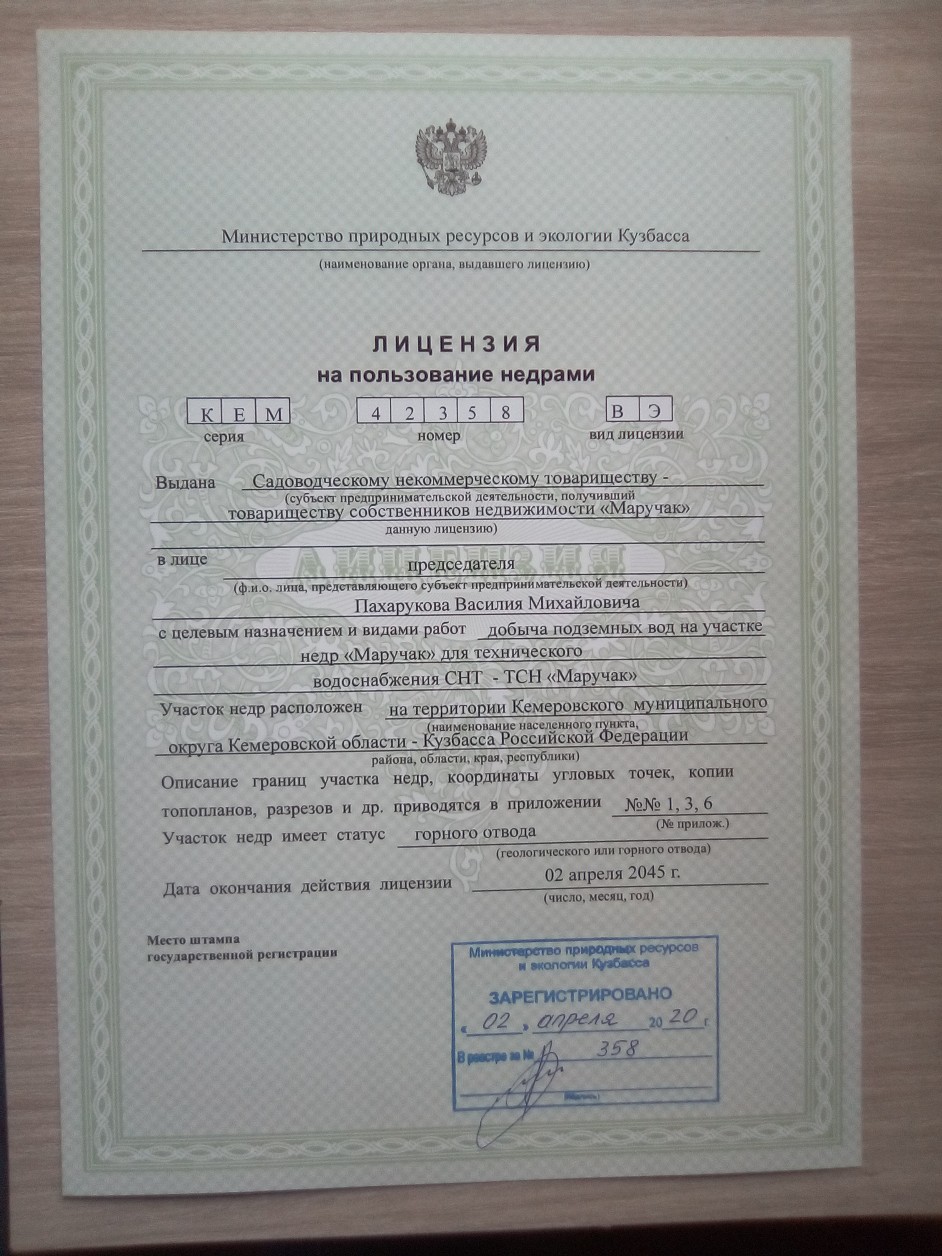 Министерство природных ресурсов и экологии Кузбасса
(наименование органа, выдавшего лицензию)
ЛИЦЕНЗИЯ
на пользование недрами
К Е М 4 2 3 5 8 В Э
серия номер вид лицензии
Выдана Садоводческому некоммерческому товариществу -
(субъект предпринимательской деятельности, получивший
товариществу собственников недвижимости «Маручак»
данную лицензию)
ЛИЦЕНЗИЯ
в лице председателя
(ф.и.о. лица, представляющего субъект предпринимательской деятельности)
Пахарукова Василия Михайловича
с целевым назначением и видами работ добыча подземных вод на участке
недр «Маручак» для технического
водоснабжения СНТ - ТСН «Маручак»
Участок недр расположен на территории Кемеровского муниципального
(наименование населенного пункта,
округа Кемеровской области - Кузбасса Российской Федерации
района, области, края, республики)
Описание границ участка недр, координаты угловых точек, копии
топопланов, разрезов и др. приводятся в приложении №№ 1, 3, 6
(№ прилож.)
Участок недр имеет статус горного отвода
(геологического или горного отвода)
Дата окончания действия лицензии 02 апреля 2045 г.
(число, месяц, год)
Место штампа
государственной регистрации
Министерство природных ресурсов
и экологии Кузбасса
ЗАРЕГИСТРИРОВАНО
« 02 » апреля 20 20 г.
В реестре за № 358
(подпись)